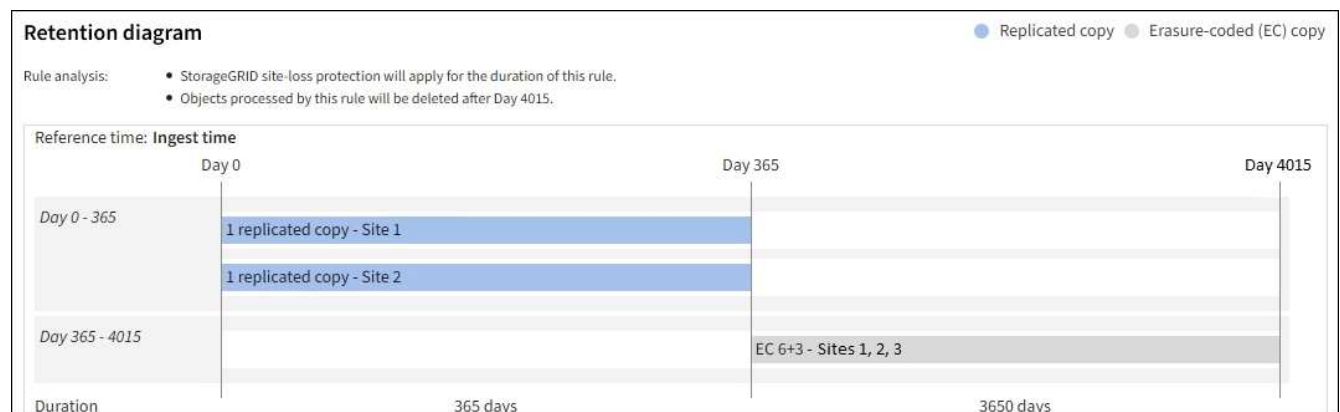 Retention diagram
Replicated copy Erasure-coded (EC) copy
Rule analysis:
• StorageGRID site-loss protection will apply for the duration of this rule.
• Objects processed by this rule will be deleted after Day 4015.
Reference time: Ingest time
Day 0 Day 365 Day 4015
Day 0 - 365
1 replicated copy - Site 1
1 replicated copy - Site 2
Day 365 - 4015
EC 6+3 - Sites 1, 2, 3
Duration 365 days 3650 days